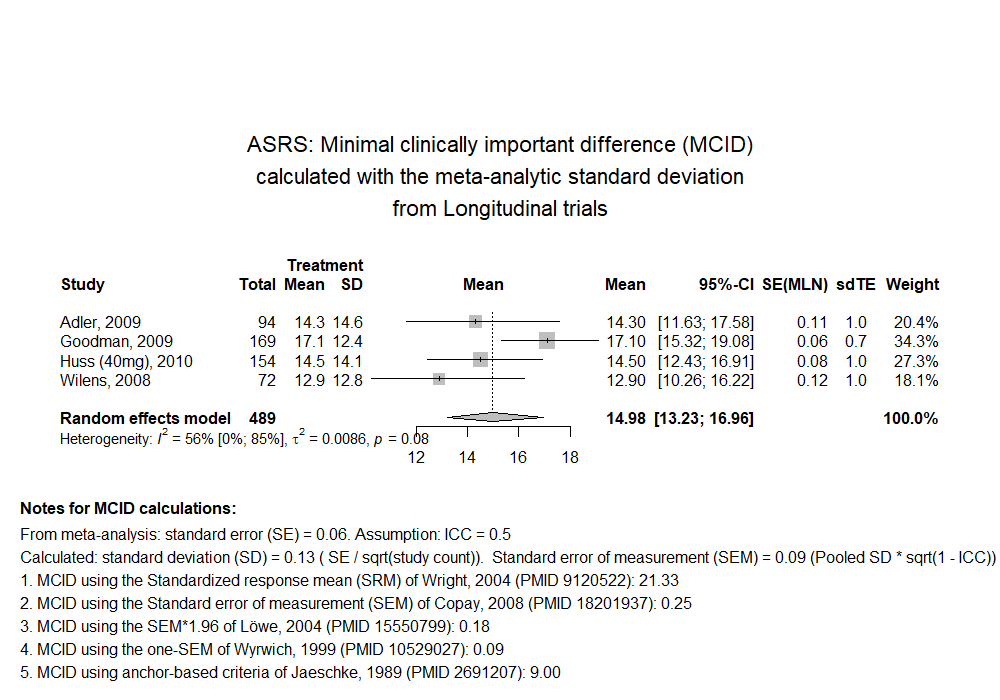 ASRS: Minimal clinically important difference (MCID)
calculated with the meta-analytic standard deviation
from Longitudinal trials
Treatment
Study Total Mean SD Mean Mean 95%-CI SE(MLN) sdTE Weight
Adler, 2009 94 14.3 14.6 14.30 [11.63; 17.58] 0.11 1.0 20.4%
Goodman, 2009 169 17.1 12.4 17.10 [15.32; 19.08] 0.06 0.7 34.3%
Huss (40mg), 2010 154 14.5 14.1 14.50 [12.43; 16.91] 0.08 1.0 27.3%
Wilens, 2008 72 12.9 12.8 12.90 [10.26; 16.22] 0.12 1.0 18.1%
Random effects model 489 14.98 [13.23; 16.96] 100.0%
Heterogeneity: I² = 56% [0%; 85%], τ² = 0.0086, p = 0.08
12 14 16 18
Notes for MCID calculations:
From meta-analysis: standard error (SE) = 0.06. Assumption: ICC = 0.5
Calculated: standard deviation (SD) = 0.13 ( SE / sqrt(study count)).  Standard error of measurement (SEM) = 0.09 (Pooled SD * sqrt(1 - ICC))
1. MCID using the Standardized response mean (SRM) of Wright, 2004 (PMID 9120522): 21.33
2. MCID using the Standard error of measurement (SEM) of Copay, 2008 (PMID 18201937): 0.25
3. MCID using the SEM*1.96 of Löwe, 2004 (PMID 15550799): 0.18
4. MCID using the one-SEM of Wyrwich, 1999 (PMID 10529027): 0.09
5. MCID using anchor-based criteria of Jaeschke, 1989 (PMID 2691207): 9.00